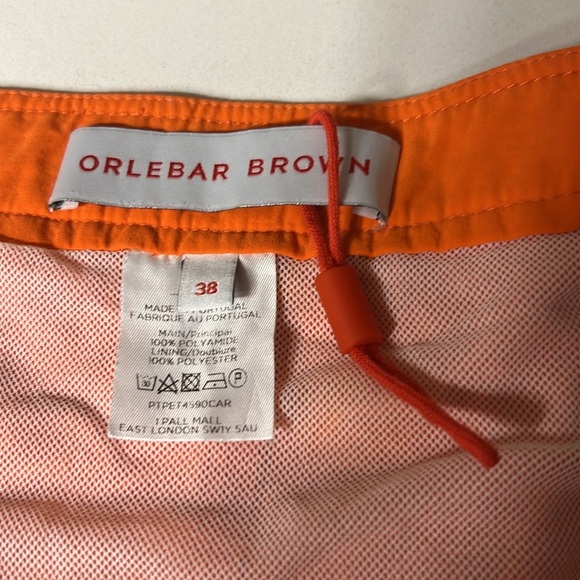 ORLEBAR BROWN
38
MADE IN PORTUGAL
FABRIQUE AU PORTUGAL
MAIN/Principal
100% POLYAMIDE
LINING/Doublure
100% POLYESTER
30
P
1 PALL MALL
EAST LONDON SW1Y 5AU